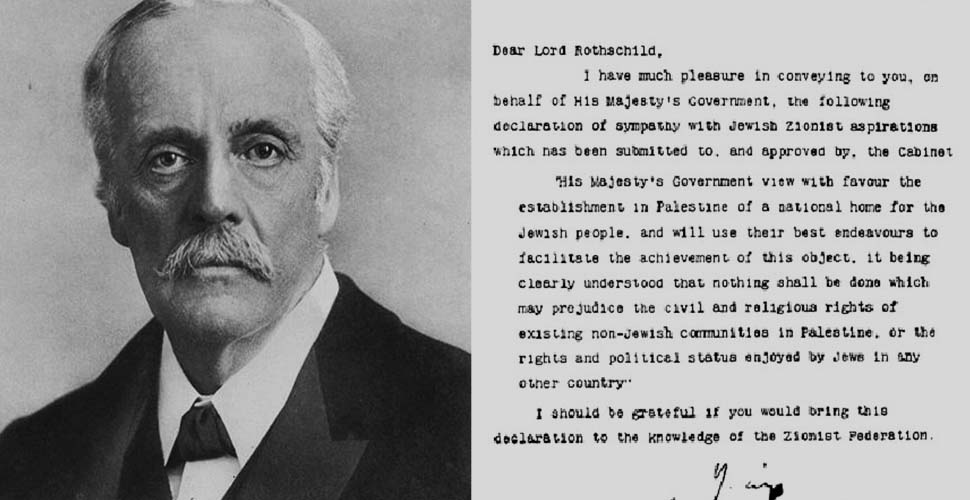 Dear Lord Rothschild,
I have much pleasure in conveying to you, on
behalf of His Majesty's Government, the following
declaration of sympathy with Jewish Zionist aspirations
which has been submitted to, and approved by, the Cabinet
"His Majesty's Government view with favour the
establishment in Palestine of a national home for the
Jewish people, and will use their best endeavours to
facilitate the achievement of this object, it being
clearly understood that nothing shall be done which
may prejudice the civil and religious rights of
existing non-Jewish communities in Palestine, or the
rights and political status enjoyed by Jews in any
other country"
I should be grateful if you would bring this
declaration to the knowledge of the Zionist Federation.